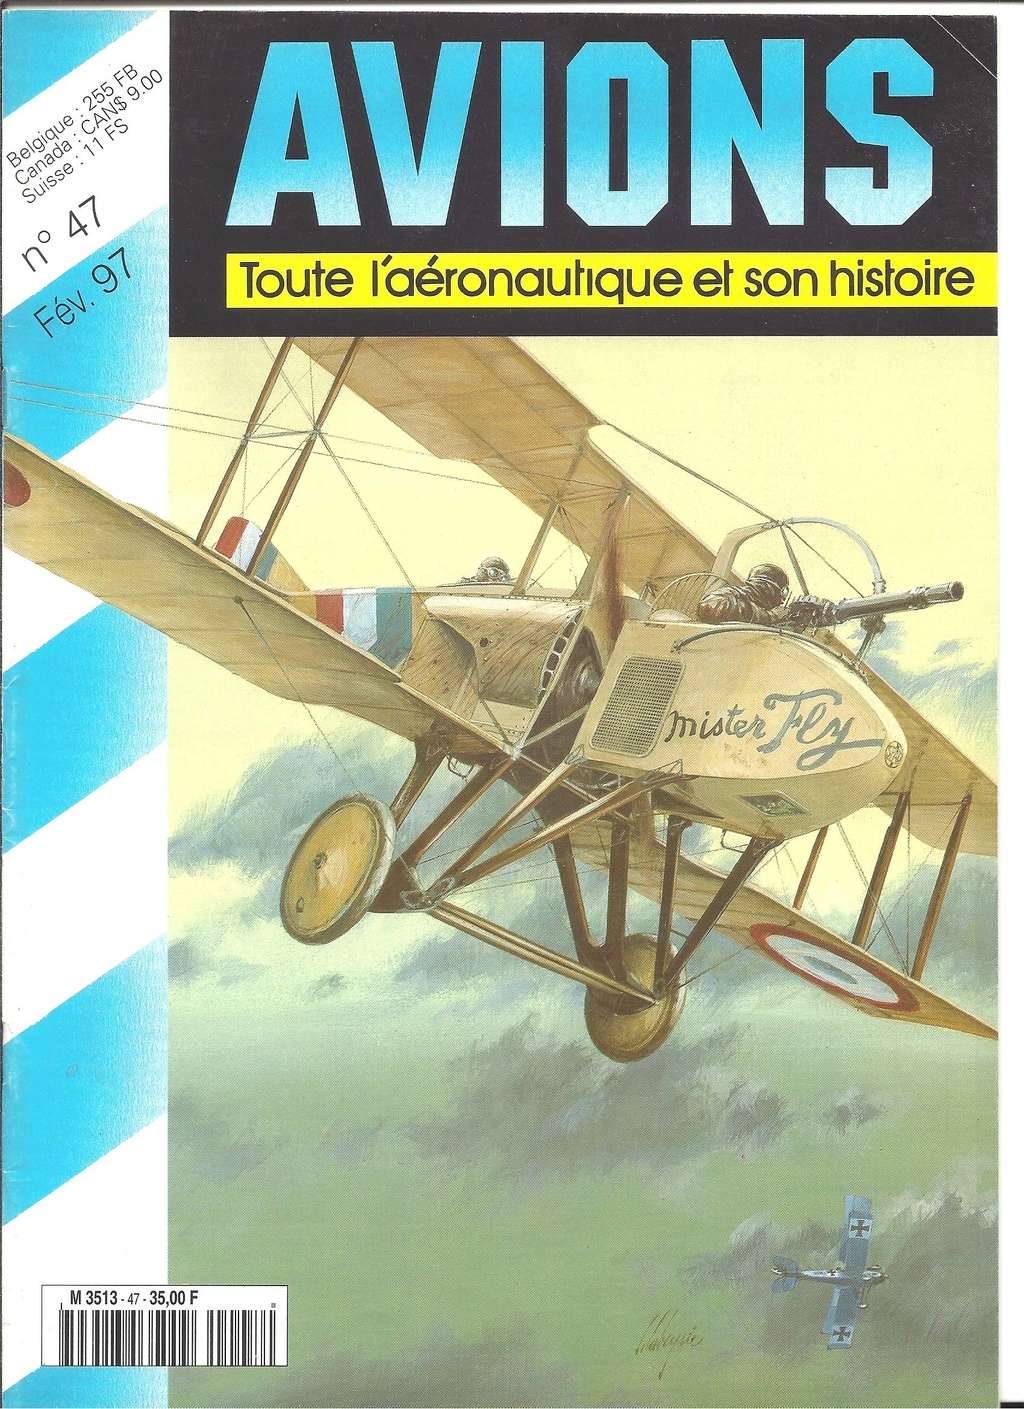 Belgique : 255 FB
Canada : CAN$ 9.00
Suisse : 11 FS
n° 47
Fév. 97
AVIONS
Toute l'aéronautique et son histoire
mister Fly
M 3513 - 47 - 35,00 F